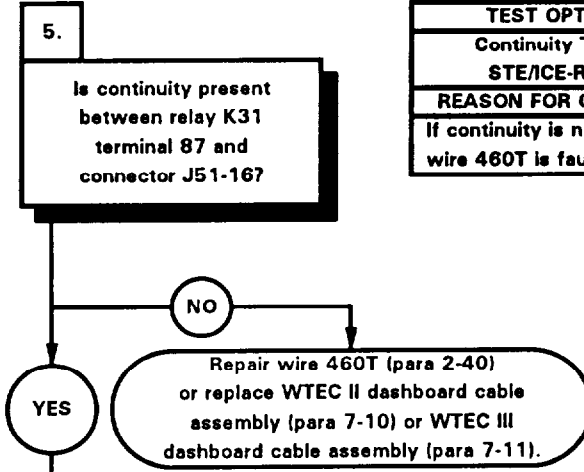 5.
Is continuity present
between relay K31
terminal 87 and
connector J51-16?
TEST OPT
Continuity T
STE/ICE-R
REASON FOR
If continuity is n
wire 460T is fau
NO
YES
Repair wire 460T (para 2-40)
or replace WTEC II dashboard cable
assembly (para 7-10) or WTEC III
dashboard cable assembly (para 7-11).